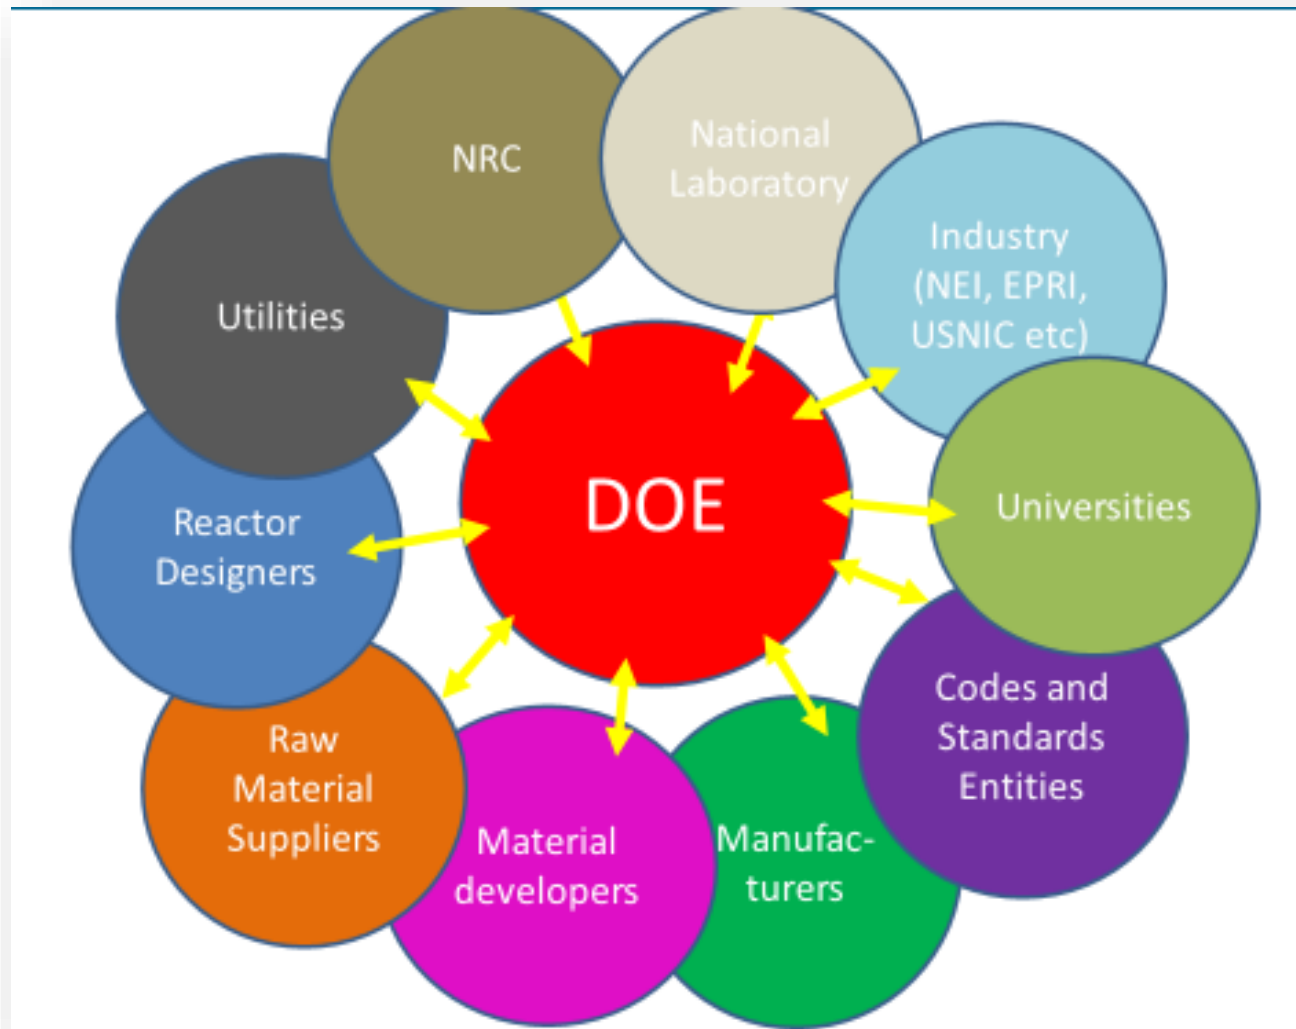 NRC
National
Laboratory
Industry
(NEI, EPRI,
USNIC etc)
Utilities
DOE
Universities
Reactor
Designers
Codes and
Standards
Entities
Raw
Material
Suppliers
Material
developers
Manufac-
turers